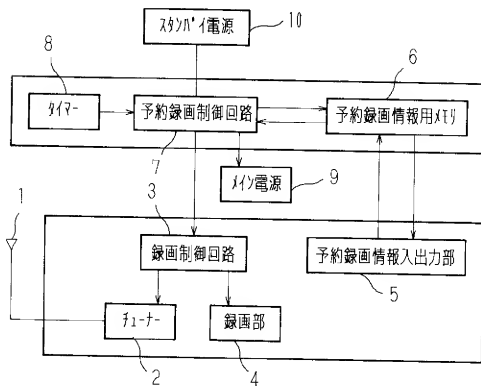 スタンバイ電源
10
8
6
タイマー
予約録画制御回路
予約録画情報用メモリ
7
メイン電源
9
1
3
録画制御回路
予約録画情報入出力部
5
チューナー
録画部
2
4